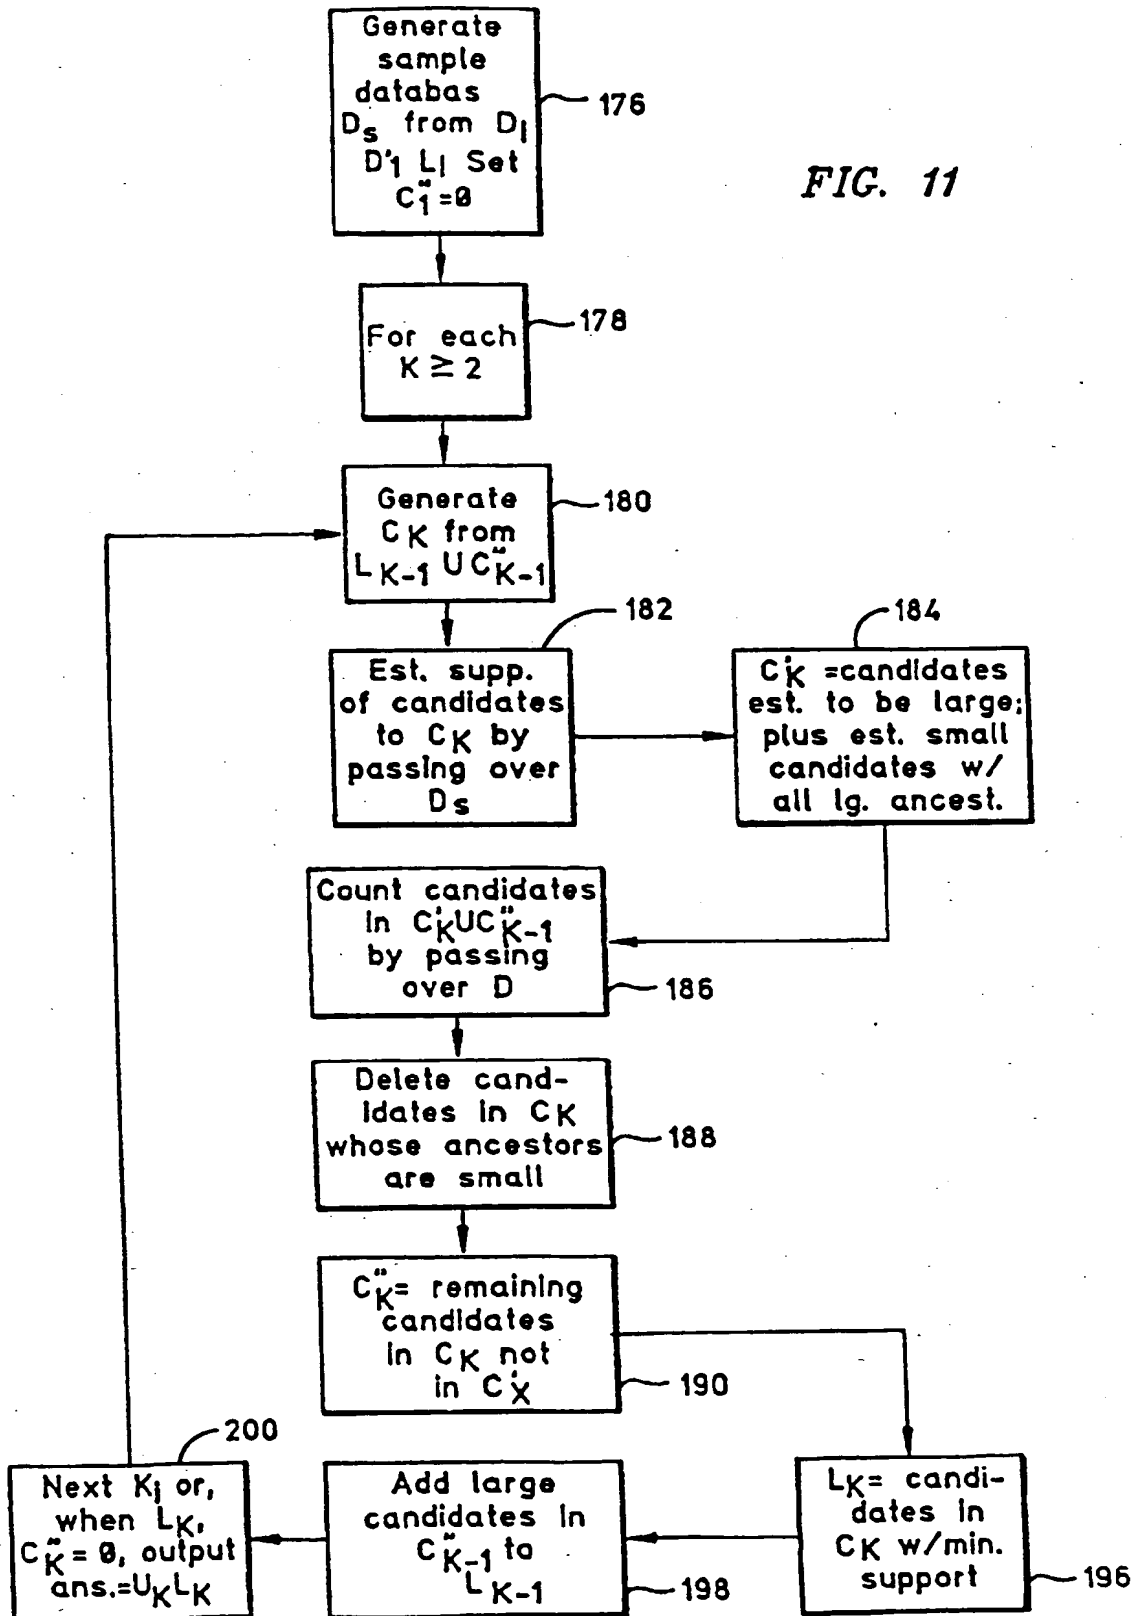 Generate
sample
databas
Ds from D1
D'1 L1 Set
C"1=0
176
FIG. 11
For each
K ≥ 2
178
Generate
CK from
LK-1 UC"K-1
180
182
Est. supp.
of candidates
to CK by
passing over
Ds
184
C'K =candidates
est. to be large;
plus est. small
candidates w/
all lg. ancest.
Count candidates
in C'KUC"K-1
by passing
over D
186
Delete cand-
idates in CK
whose ancestors
are small
188
C"K= remaining
candidates
in CK not
in C'X
190
LK= candi-
dates in
CK w/min.
support
196
Add large
candidates in
C"K-1 to
LK-1
198
200
Next K; or,
when LK,
C"K=0, output
ans.=UKLK